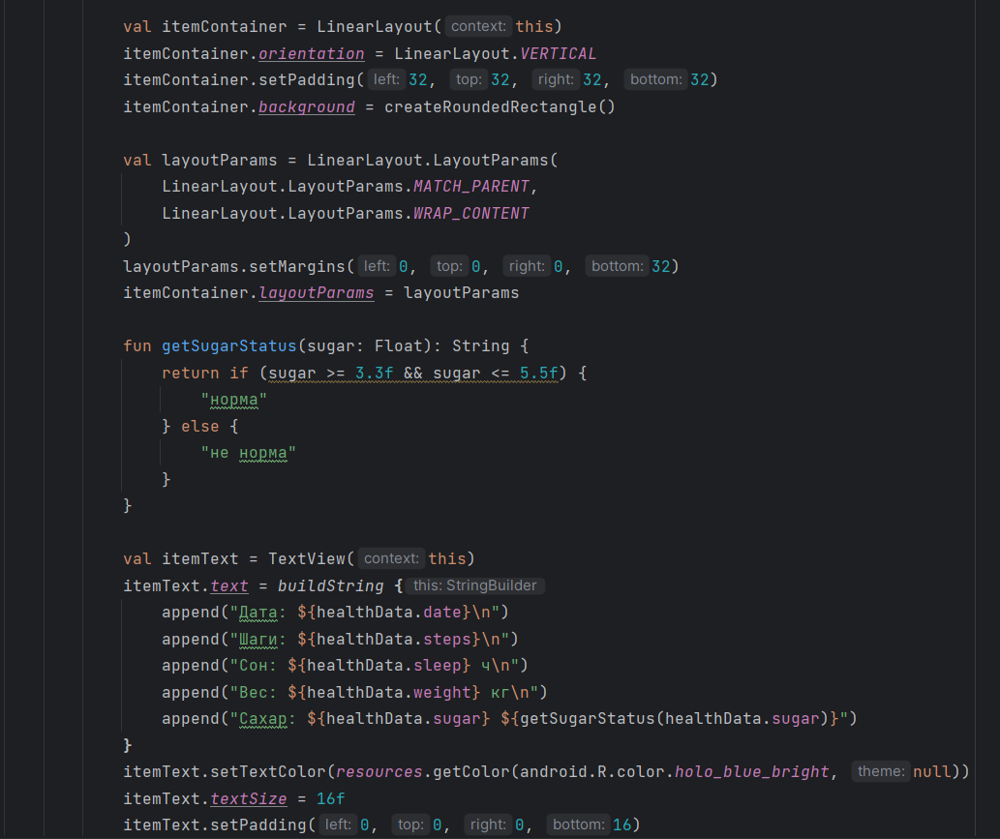 val itemContainer = LinearLayout( context: this)
itemContainer.orientation = LinearLayout.VERTICAL
itemContainer.setPadding( left: 32, top: 32, right: 32, bottom: 32)
itemContainer.background = createRoundedRectangle()
val layoutParams = LinearLayout.LayoutParams(
LinearLayout.LayoutParams.MATCH_PARENT,
LinearLayout.LayoutParams.WRAP_CONTENT
)
layoutParams.setMargins( left: 0, top: 0, right: 0, bottom: 32)
itemContainer.layoutParams = layoutParams
fun getSugarStatus(sugar: Float): String {
return if (sugar >= 3.3f && sugar <= 5.5f) {
"норма"
} else {
"не норма"
}
}
val itemText = TextView( context: this)
itemText.text = buildString { this: StringBuilder
append("Дата: ${healthData.date}\n")
append("Шаги: ${healthData.steps}\n")
append("Сон: ${healthData.sleep} ч\n")
append("Вес: ${healthData.weight} кг\n")
append("Сахар: ${healthData.sugar} ${getSugarStatus(healthData.sugar)}")
}
itemText.setTextColor(resources.getColor(android.R.color.holo_blue_bright, theme: null))
itemText.textSize = 16f
itemText.setPadding( left: 0, top: 0, right: 0, bottom: 16)